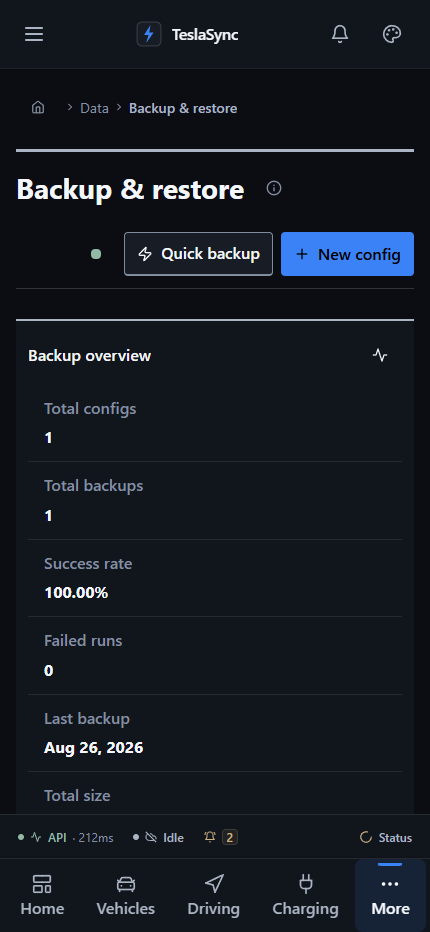 TeslaSync
Data
Backup & restore
Backup & restore
Quick backup
New config
Backup overview
Total configs
1
Total backups
1
Success rate
100.00%
Failed runs
0
Last backup
Aug 26, 2026
Total size
API · 212ms
Idle
2
Status
Home
Vehicles
Driving
Charging
More